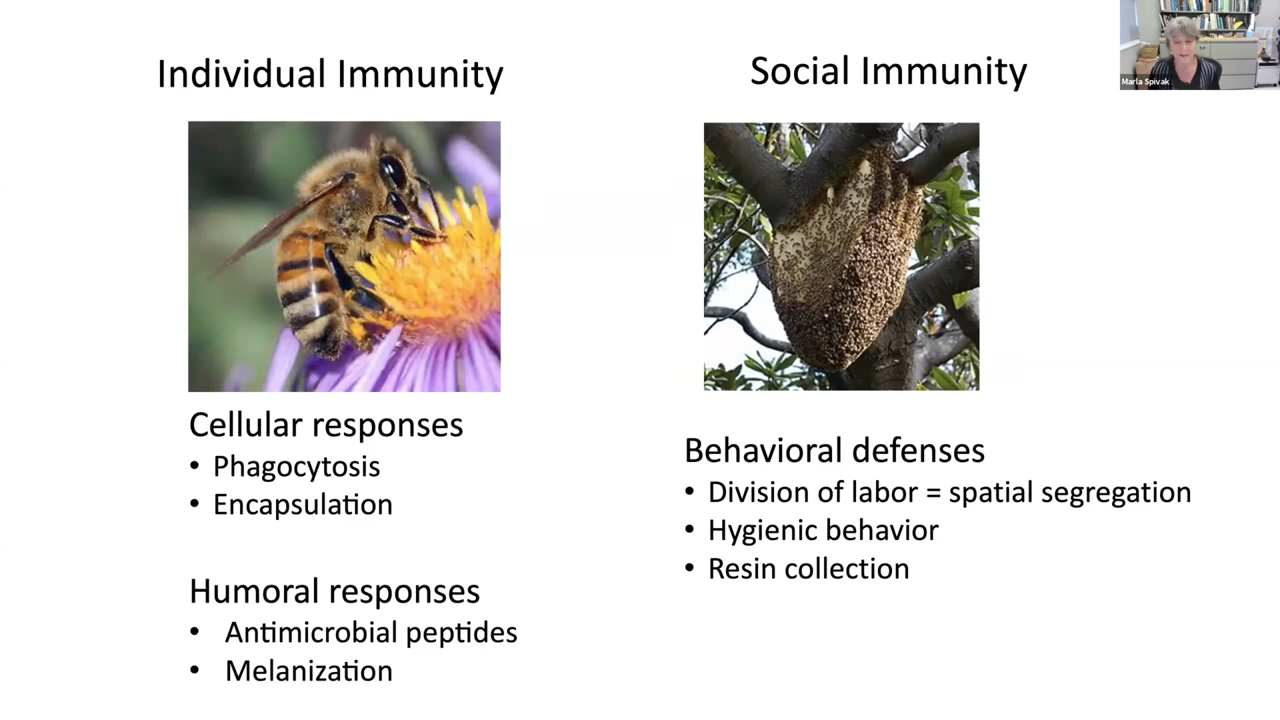 Individual Immunity
Social Immunity
Marla Spivak
Cellular responses
• Phagocytosis
• Encapsulation
Humoral responses
• Antimicrobial peptides
• Melanization
Behavioral defenses
• Division of labor = spatial segregation
• Hygienic behavior
• Resin collection